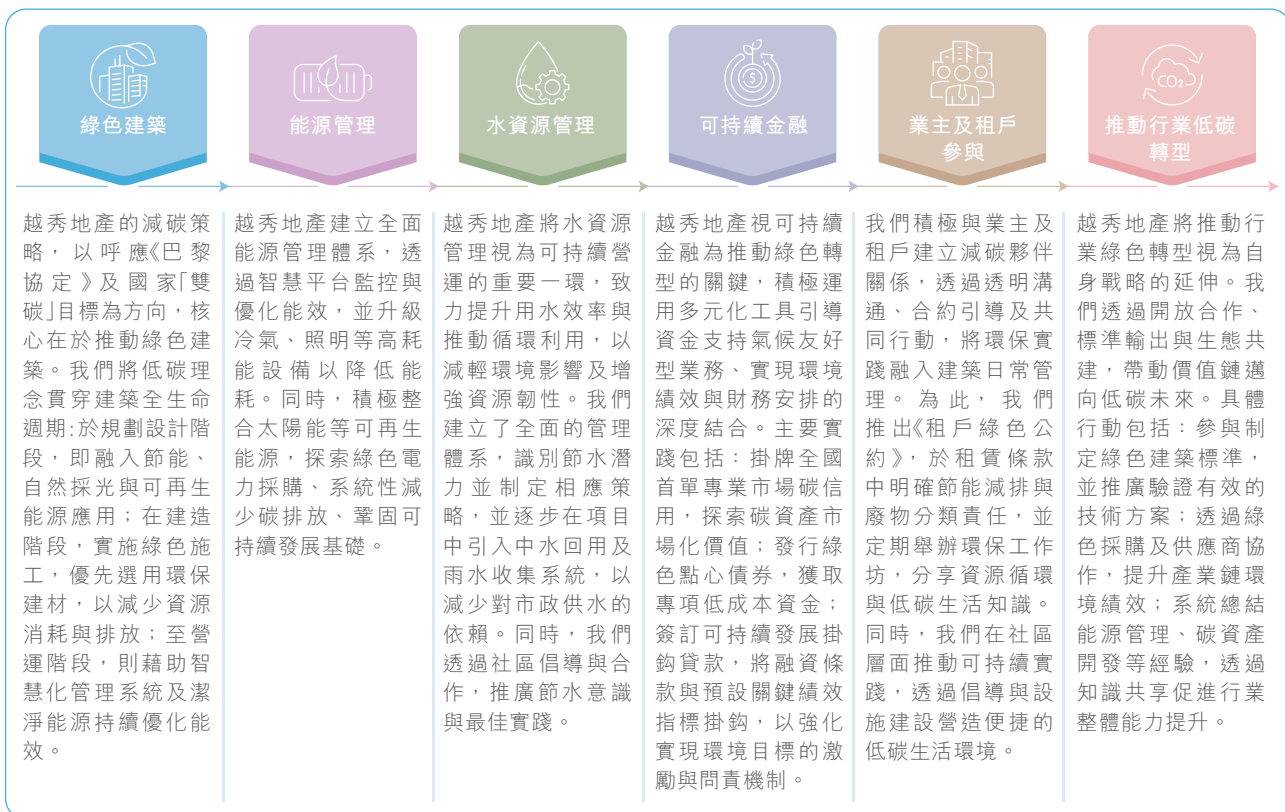 綠色建築
越秀地產的減碳策
略，以呼應《巴黎
協定》及國家「雙
碳」目標為方向，核
心在於推動綠色建
築。我們將低碳理
念貫穿建築全生命
週期:於規劃設計階
段，即融入節能、
自然採光與可再生
能源應用；在建造
階段，實施綠色施
工，優先選用環保
建材，以減少資源
消耗與排放；至營
運階段，則藉助智
慧化管理系統及潔
淨能源持續優化能
效。
能源管理
越秀地產建立全面
能源管理體系，透
過智慧平台監控與
優化能效，並升級
冷氣、照明等高耗
能設備以降低能
耗。同時，積極整
合太陽能等可再生
能源，探索綠色電
力採購、系統性減
少碳排放、鞏固可
持續發展基礎。
水資源管理
越秀地產將水資源
管理視為可持續營
運的重要一環，致
力提升用水效率與
推動循環利用，以
減輕環境影響及增
強資源韌性。我們
建立了全面的管理
體系，識別節水潛
力並制定相應策
略，並逐步在項目
中引入中水回用及
雨水收集系統，以
減少對市政供水的
依賴。同時，我們
透過社區倡導與合
作，推廣節水意識
與最佳實踐。
$
可持續金融
越秀地產視可持續
金融為推動綠色轉
型的關鍵，積極運
用多元化工具引導
資金支持氣候友好
型業務、實現環境
績效與財務安排的
深度結合。主要實
踐包括：掛牌全國
首單專業市場碳信
用，探索碳資產市
場化價值；發行綠
色點心債券，獲取
專項低成本資金；
簽訂可持續發展掛
鈎貸款，將融資條
款與預設關鍵績效
指標掛鈎，以強化
實現環境目標的激
勵與問責機制。
業主及租戶
參與
我們積極與業主及
租戶建立減碳夥伴
關係，透過透明溝
通、合約引導及共
同行動，將環保實
踐融入建築日常管
理。為此，我們
推出《租戶綠色公
約》，於租賃條款
中明確節能減排與
廢物分類責任，並
定期舉辦環保工作
坊，分享資源循環
與低碳生活知識。
同時，我們在社區
層面推動可持續實
踐，透過倡導與設
施建設營造便捷的
低碳生活環境。
CO₂
推動行業低碳
轉型
越秀地產將推動行
業綠色轉型視為自
身戰略的延伸。我
們透過開放合作、
標準輸出與生態共
建，帶動價值鏈邁
向低碳未來。具體
行動包括：參與制
定綠色建築標準，
並推廣驗證有效的
技術方案；透過綠
色採購及供應商協
作，提升產業鏈環
境績效；系統總結
能源管理、碳資產
開發等經驗，透過
知識共享促進行業
整體能力提升。